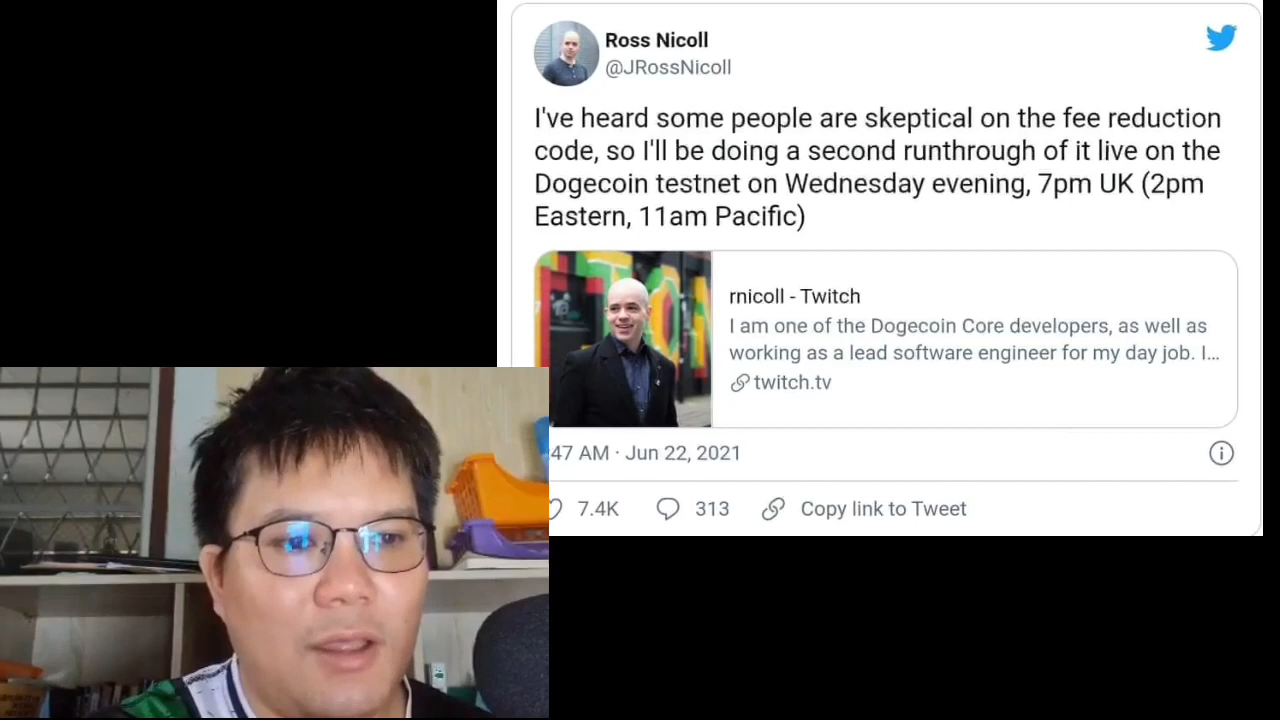 Ross Nicoll
@JRossNicoll
I've heard some people are skeptical on the fee reduction
code, so I'll be doing a second runthrough of it live on the
Dogecoin testnet on Wednesday evening, 7pm UK (2pm
Eastern, 11am Pacific)
rnicoll - Twitch
I am one of the Dogecoin Core developers, as well as
working as a lead software engineer for my day job. I...
twitch.tv
47 AM · Jun 22, 2021
7.4K
313
Copy link to Tweet